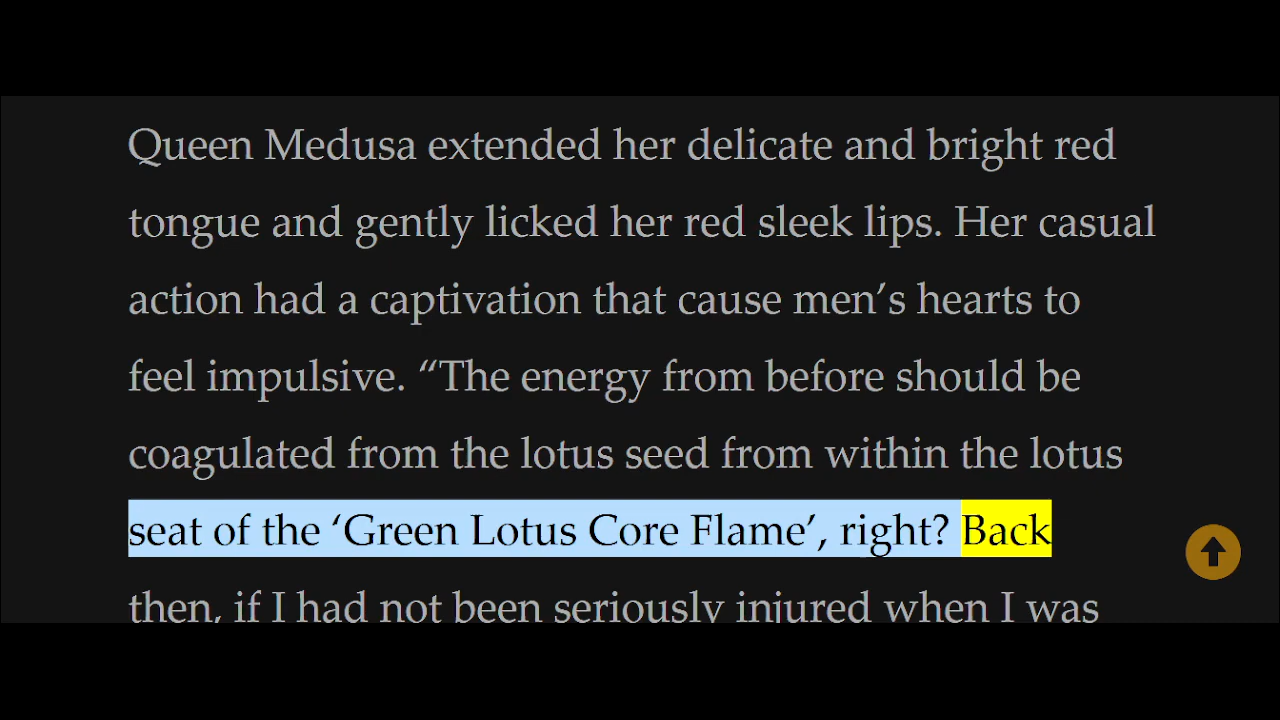 Queen Medusa extended her delicate and bright red
tongue and gently licked her red sleek lips. Her casual
action had a captivation that cause men’s hearts to
feel impulsive. “The energy from before should be
coagulated from the lotus seed from within the lotus
seat of the ‘Green Lotus Core Flame’, right? Back
then, if I had not been seriously injured when I was